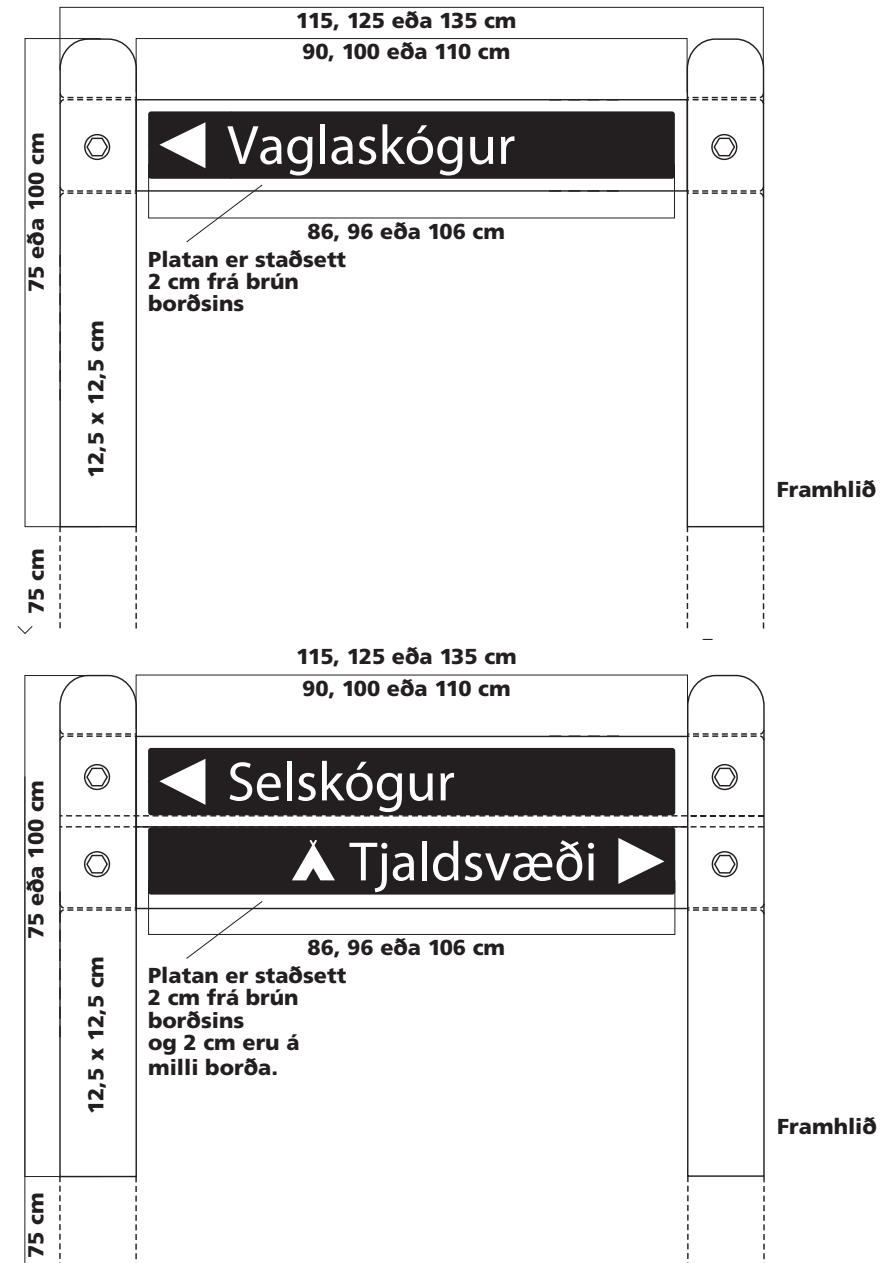 115, 125 eða 135 cm
90, 100 eða 110 cm
Vaglaskógur
86, 96 eða 106 cm
Platan er staðsett
2 cm frá brún
borðsins
75 eða 100 cm
12,5 x 12,5 cm
Framhlið
75 cm
115, 125 eða 135 cm
90, 100 eða 110 cm
Selskógur
Tjaldsvæði
86, 96 eða 106 cm
Platan er staðsett
2 cm frá brún
borðsins
og 2 cm eru á
milli borða.
75 eða 100 cm
12,5 x 12,5 cm
Framhlið
75 cm